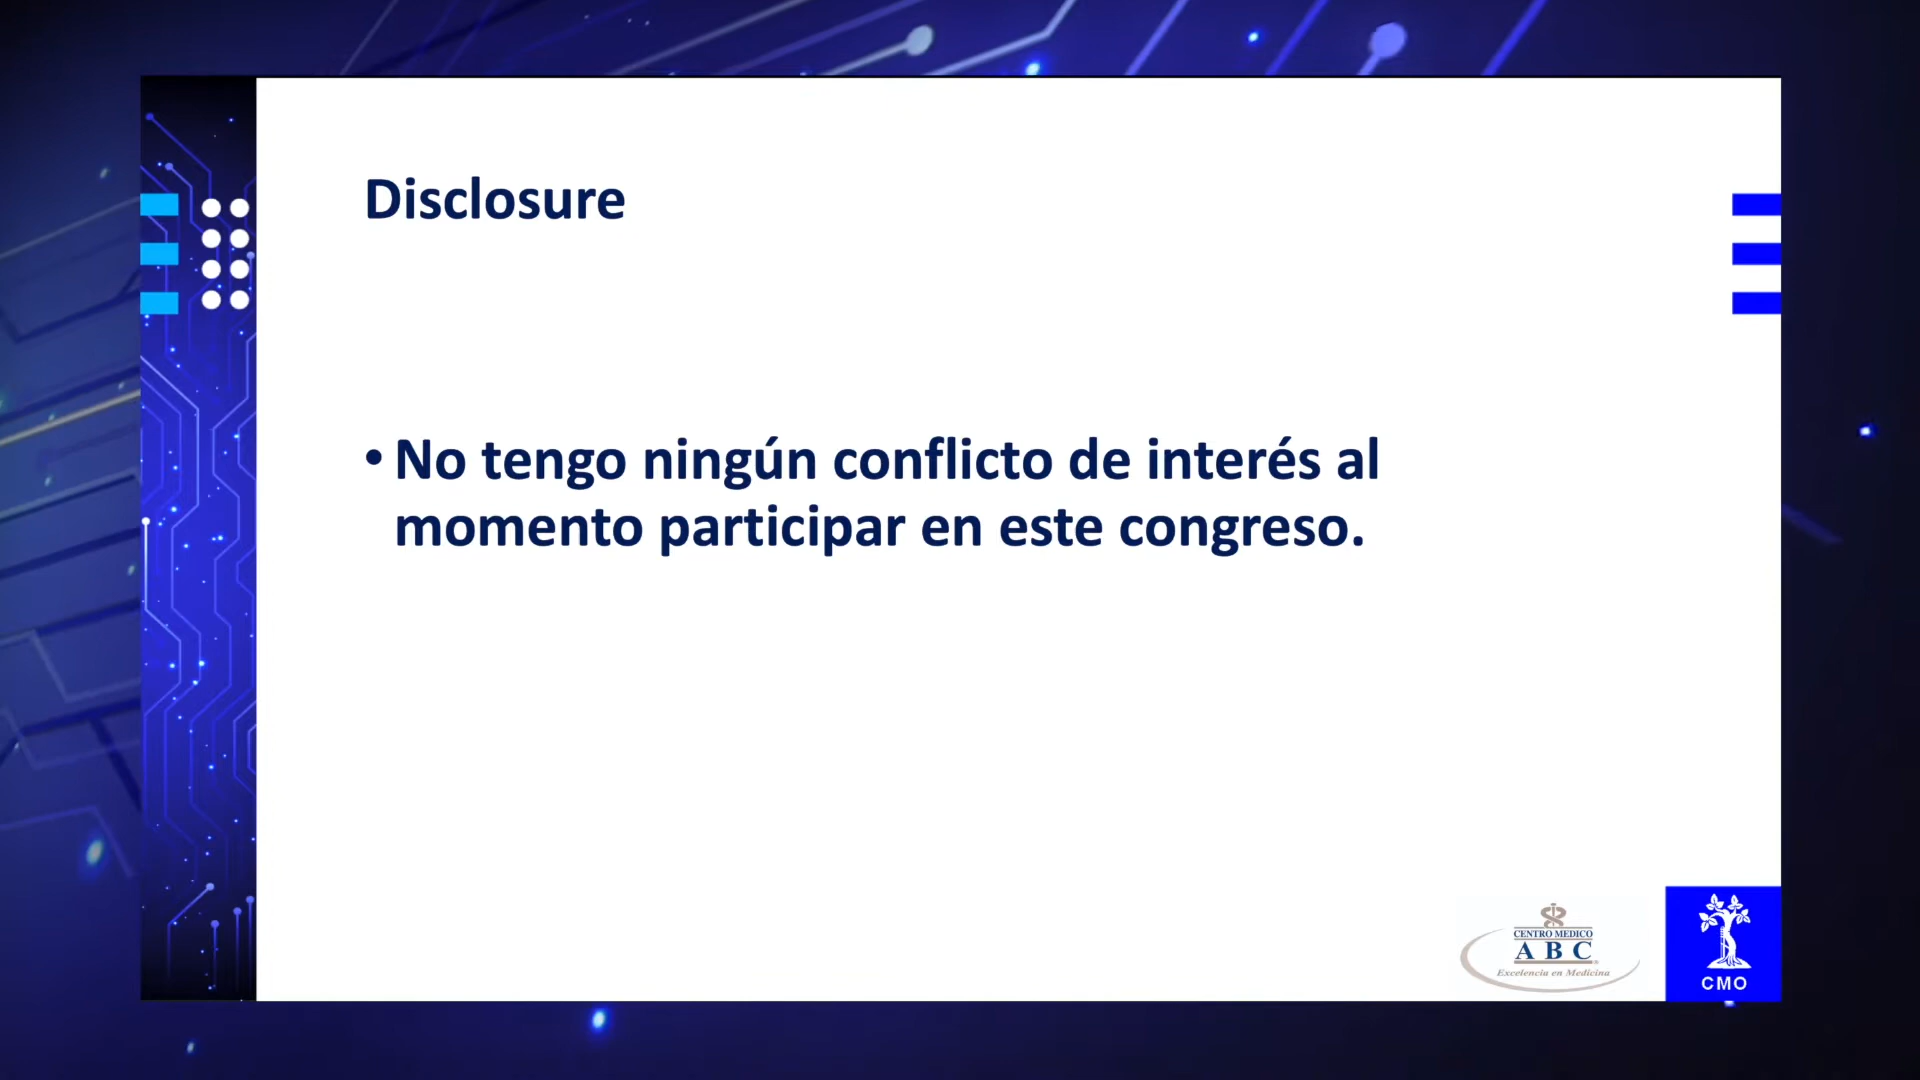 Disclosure
• No tengo ningún conflicto de interés al
momento participar en este congreso.
CENTRO MEDICO
ABC
Excelencia en Medicina
CMO